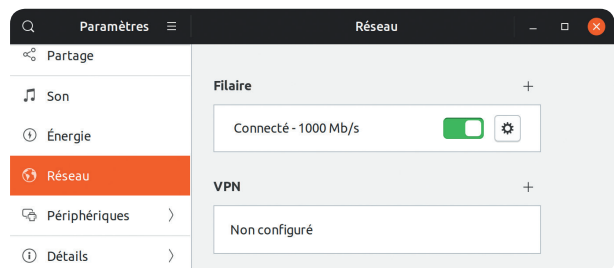 Paramètres
Réseau
Partage
Son
Énergie
Réseau
Périphériques
Détails
Filaire
Connecté - 1000 Mb/s
VPN
Non configuré